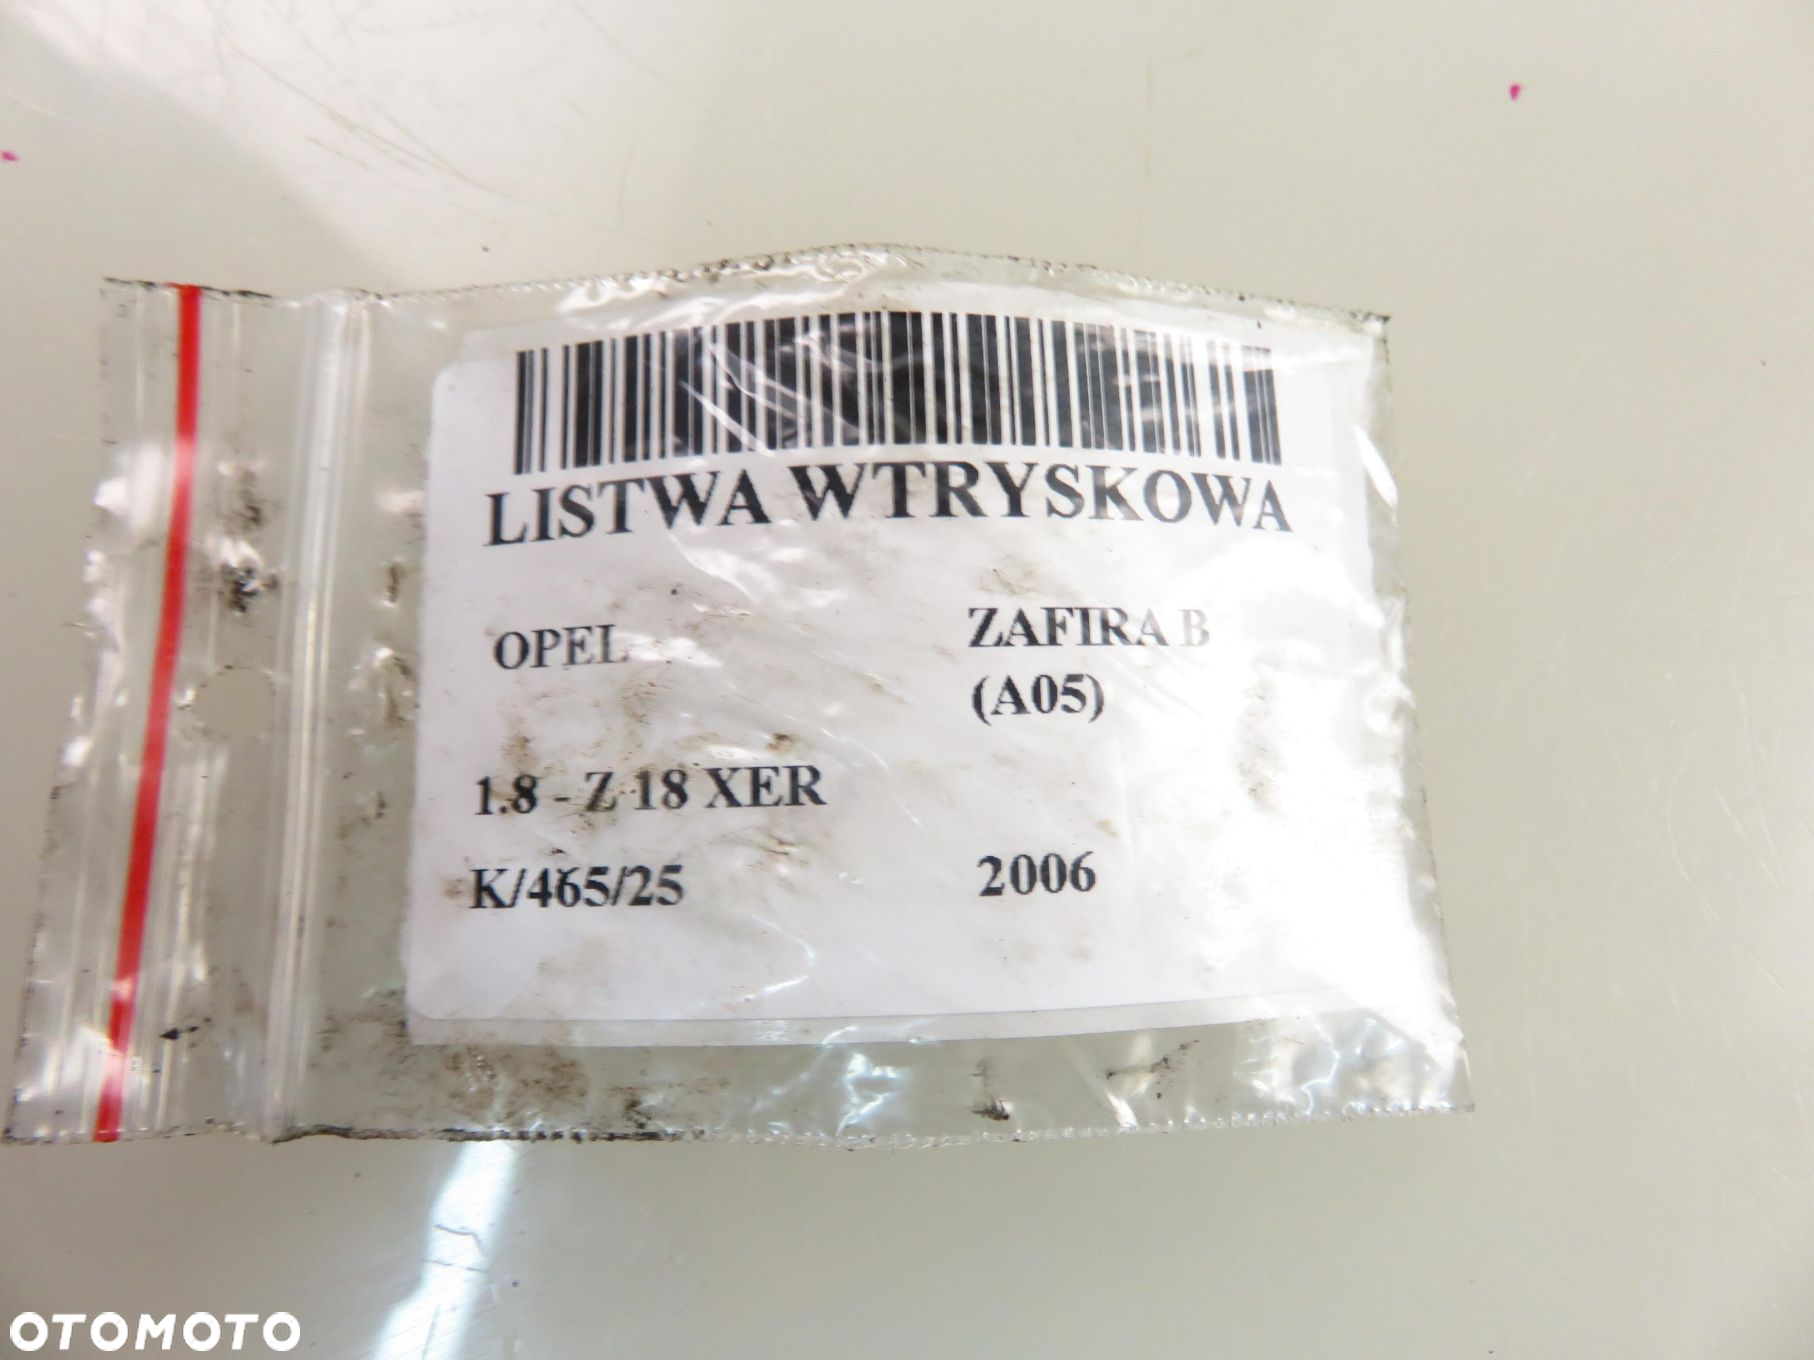 LISTWA WTRYSKOWA
OPEL
ZAFIRA B
(A05)
1.8 - Z 18 XER
K/465/25
2006
OTOMOTO